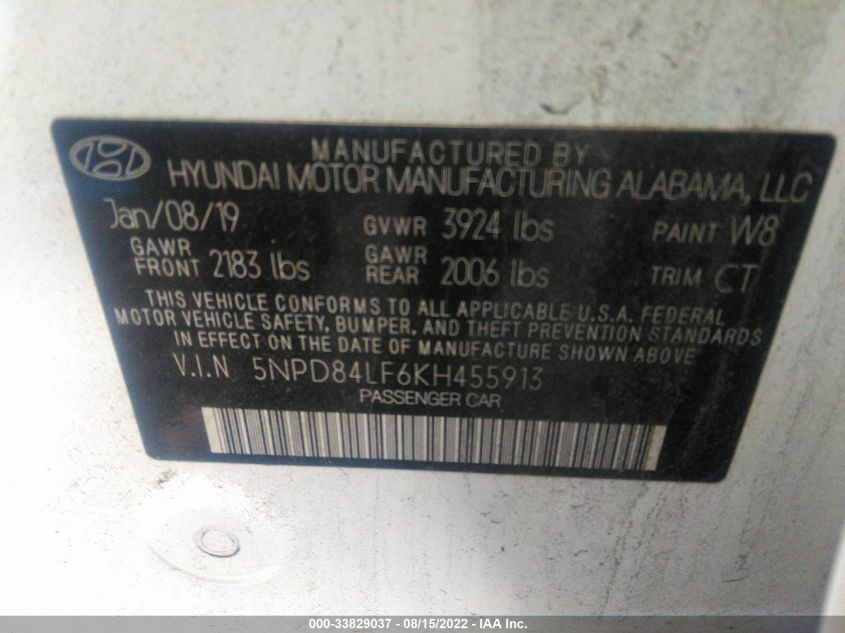 MANUFACTURED BY
HYUNDAI MOTOR MANUFACTURING ALABAMA, LLC
Jan/08/19 GVWR 3924 lbs PAINT W8
GAWR FRONT 2183 lbs GAWR REAR 2006 lbs TRIM CT
THIS VEHICLE CONFORMS TO ALL APPLICABLE U.S.A. FEDERAL
MOTOR VEHICLE SAFETY, BUMPER, AND THEFT PREVENTION STANDARDS
IN EFFECT ON THE DATE OF MANUFACTURE SHOWN ABOVE.
V.I.N 5NPD84LF6KH455913
PASSENGER CAR
000-33829037 - 08/15/2022 - IAA Inc.